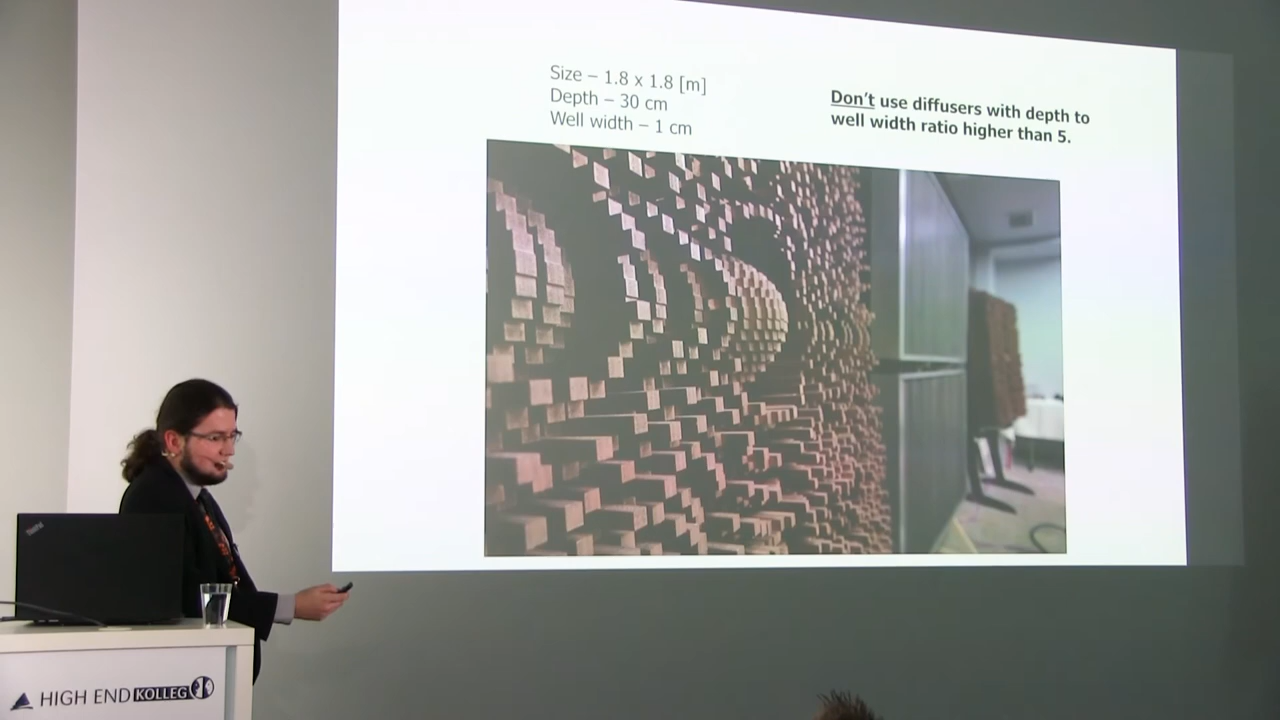 Size – 1.8 x 1.8 [m]
Depth – 30 cm
Well width – 1 cm
Don't use diffusers with depth to
well width ratio higher than 5.
ThinkPad
HIGH END KOLLEG